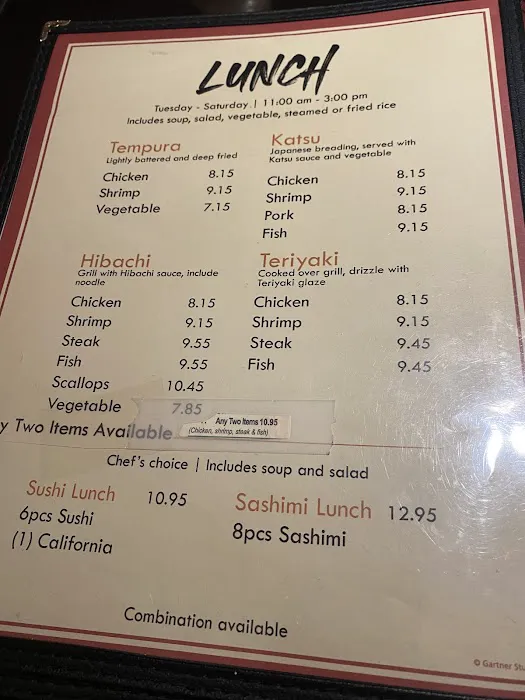 LUNCH
Tuesday - Saturday | 11:00 am - 3:00 pm
Includes soup, salad, vegetable, steamed or fried rice
Tempura
Lightly battered and deep fried
Chicken 8.15
Shrimp 9.15
Vegetable 7.15
Katsu
Japanese breading, served with
Katsu sauce and vegetable
Chicken 8.15
Shrimp 9.15
Pork 8.15
Fish 9.15
Hibachi
Grill with Hibachi sauce, include
noodle
Chicken 8.15
Shrimp 9.15
Steak 9.55
Fish 9.55
Scallops 10.45
Vegetable 7.85
y Two Items Available
Any Two Items 10.95
(Chicken, shrimp, steak & fish)
Teriyaki
Cooked over grill, drizzle with
Teriyaki glaze
Chicken 8.15
Shrimp 9.15
Steak 9.45
Fish 9.45
Chef's choice | Includes soup and salad
Sushi Lunch 10.95
6pcs Sushi
(1) California
Sashimi Lunch 12.95
8pcs Sashimi
Combination available
© Gartner Stu